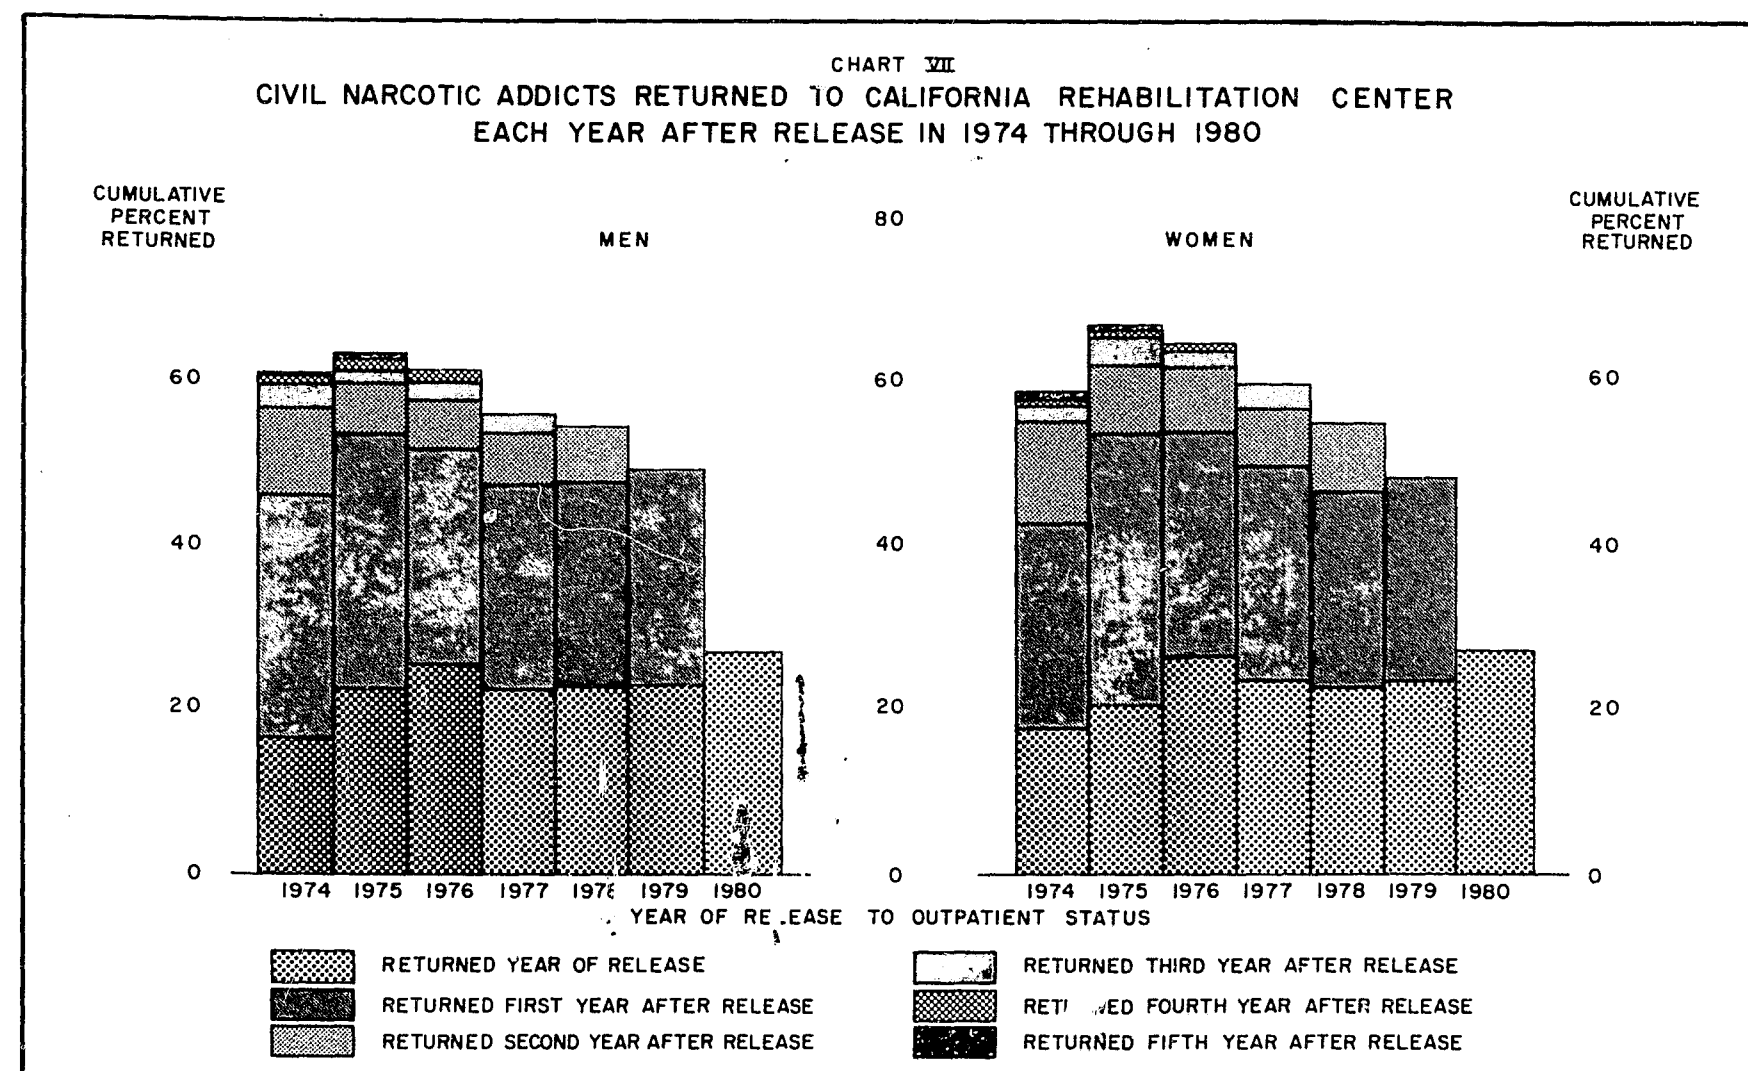 CHART VII
CIVIL NARCOTIC ADDICTS RETURNED TO CALIFORNIA REHABILITATION CENTER
EACH YEAR AFTER RELEASE IN 1974 THROUGH 1980
CUMULATIVE
PERCENT
RETURNED
MEN
80
WOMEN
CUMULATIVE
PERCENT
RETURNED
60
60
60
40
40
40
20
20
20
0
0
0
1974 1975 1976 1977 1978 1979 1980
1974 1975 1976 1977 1978 1979 1980
YEAR OF RELEASE TO OUTPATIENT STATUS
RETURNED YEAR OF RELEASE
RETURNED FIRST YEAR AFTER RELEASE
RETURNED SECOND YEAR AFTER RELEASE
RETURNED THIRD YEAR AFTER RELEASE
RETURNED FOURTH YEAR AFTER RELEASE
RETURNED FIFTH YEAR AFTER RELEASE